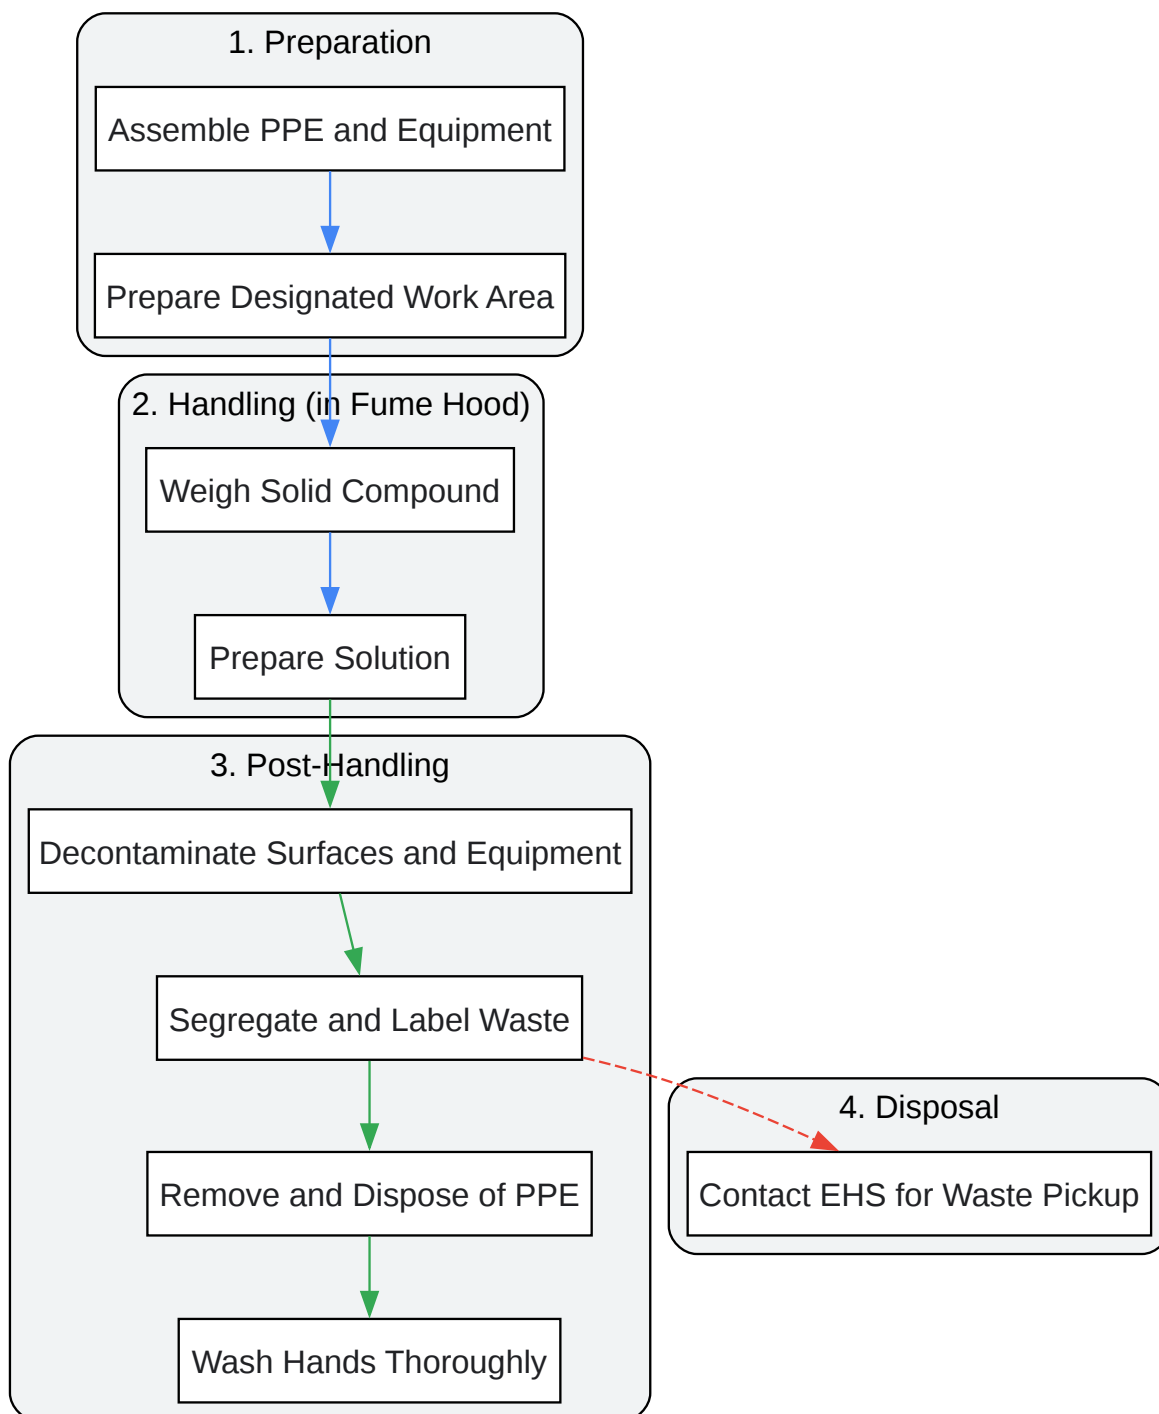 1. Preparation
Assemble PPE and Equipment
Prepare Designated Work Area
2. Handling (in Fume Hood)
Weigh Solid Compound
Prepare Solution
3. Post-Handling
Decontaminate Surfaces and Equipment
Segregate and Label Waste
4. Disposal
Contact EHS for Waste Pickup
Remove and Dispose of PPE
Wash Hands Thoroughly